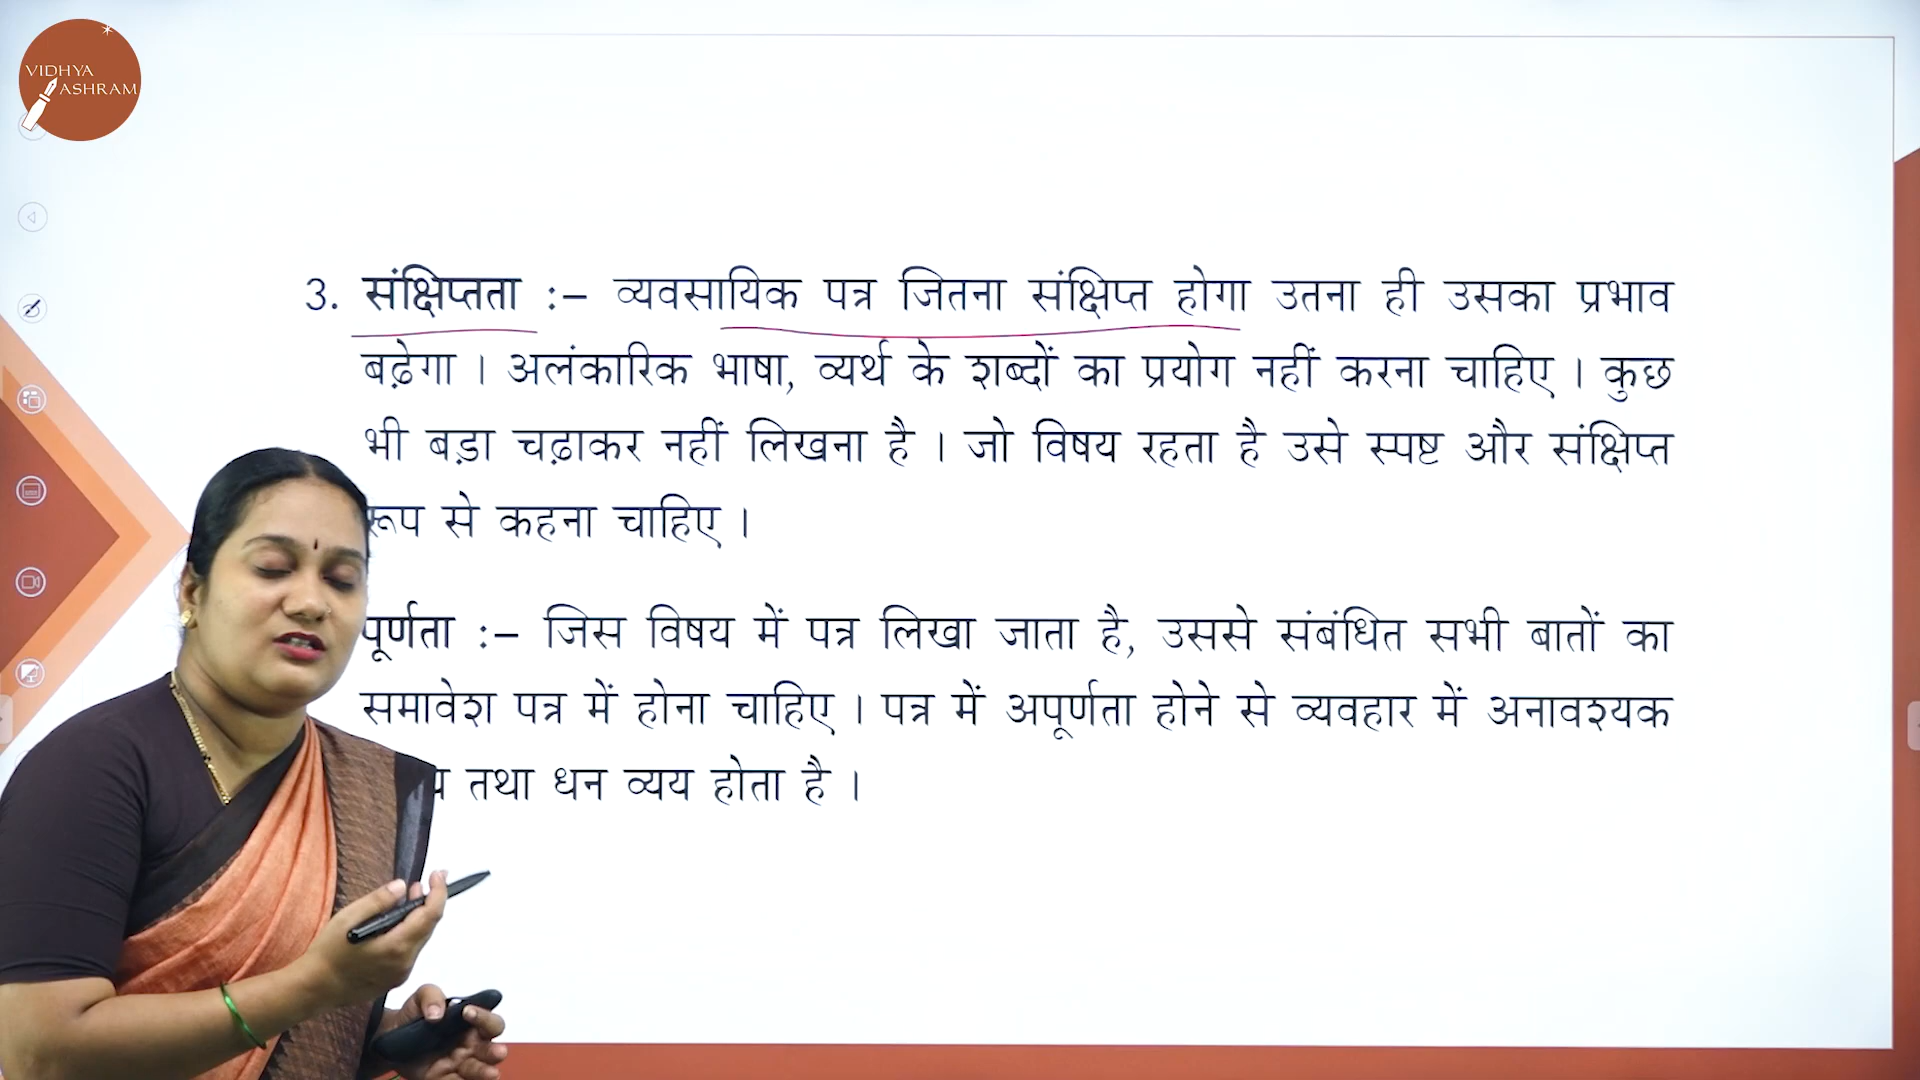 VIDHYA
ASHRAM
3. संक्षिप्तता :– व्यवसायिक पत्र जितना संक्षिप्त होगा उतना ही उसका प्रभाव
बढ़ेगा । अलंकारिक भाषा, व्यर्थ के शब्दों का प्रयोग नहीं करना चाहिए । कुछ
भी बड़ा चढ़ाकर नहीं लिखना है । जो विषय रहता है उसे स्पष्ट और संक्षिप्त
रूप से कहना चाहिए ।
पूर्णता :– जिस विषय में पत्र लिखा जाता है, उससे संबंधित सभी बातों का
समावेश पत्र में होना चाहिए । पत्र में अपूर्णता होने से व्यवहार में अनावश्यक
तथा धन व्यय होता है ।